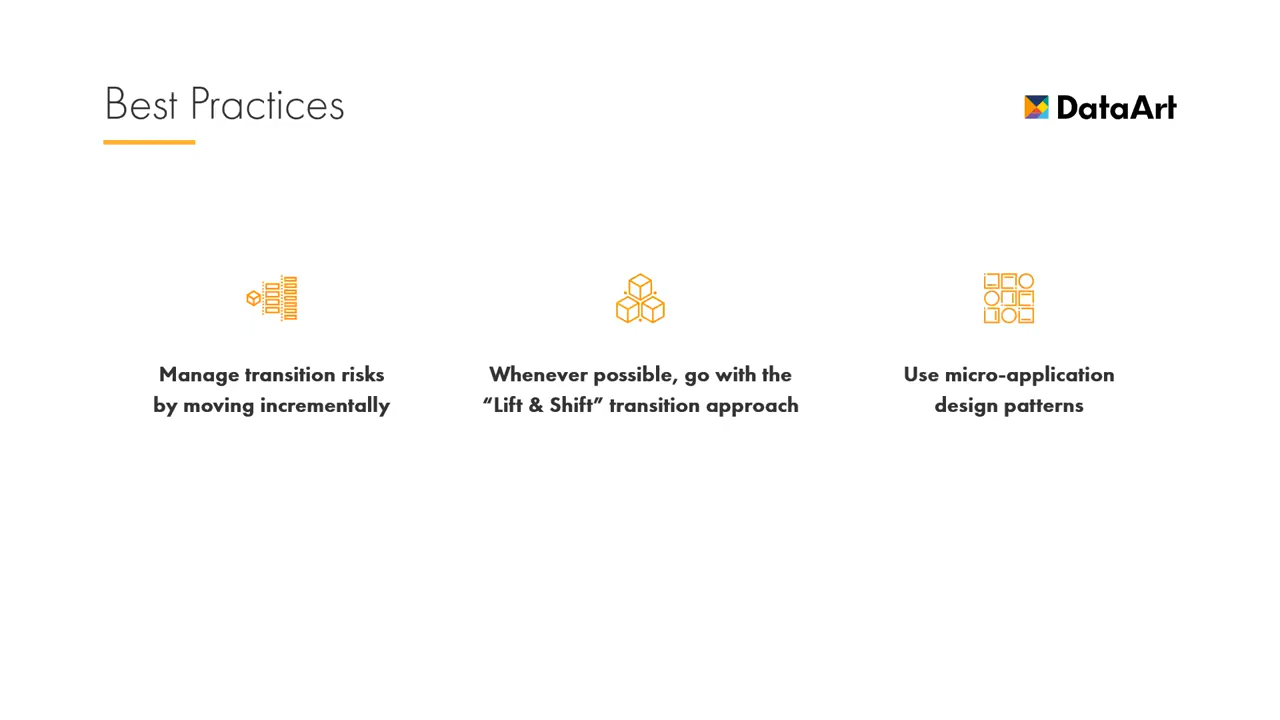 Best Practices
DataArt
Manage transition risks
by moving incrementally
Whenever possible, go with the
“Lift & Shift” transition approach
Use micro-application
design patterns